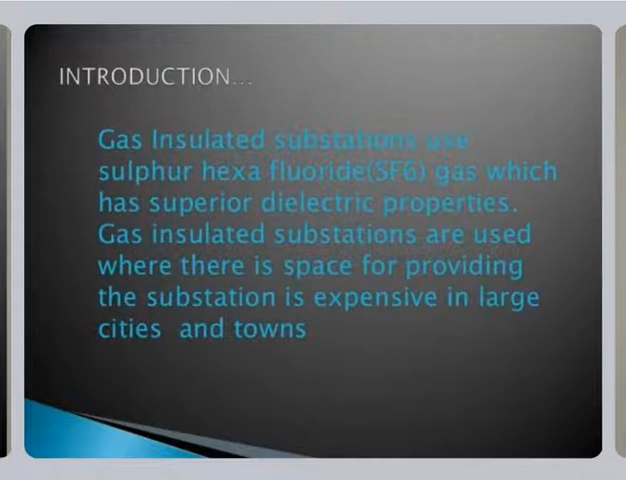 INTRODUCTION...
Gas Insulated substations use
sulphur hexa fluoride(SF6) gas which
has superior dielectric properties.
Gas insulated substations are used
where there is space for providing
the substation is expensive in large
cities and towns